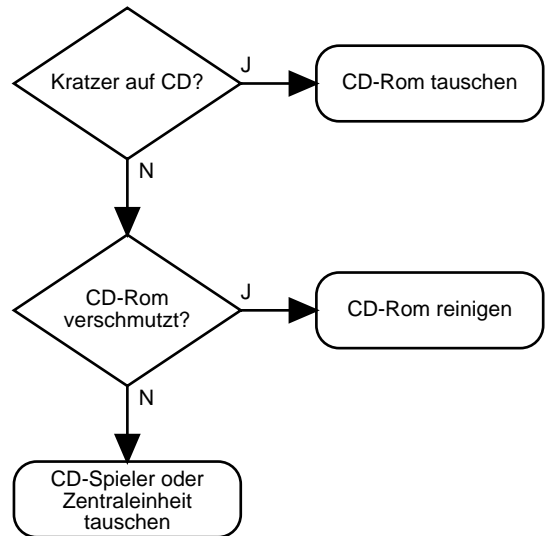 Kratzer auf CD?
J
CD-Rom tauschen
N
CD-Rom
verschmutzt?
J
CD-Rom reinigen
N
CD-Spieler oder
Zentraleinheit
tauschen